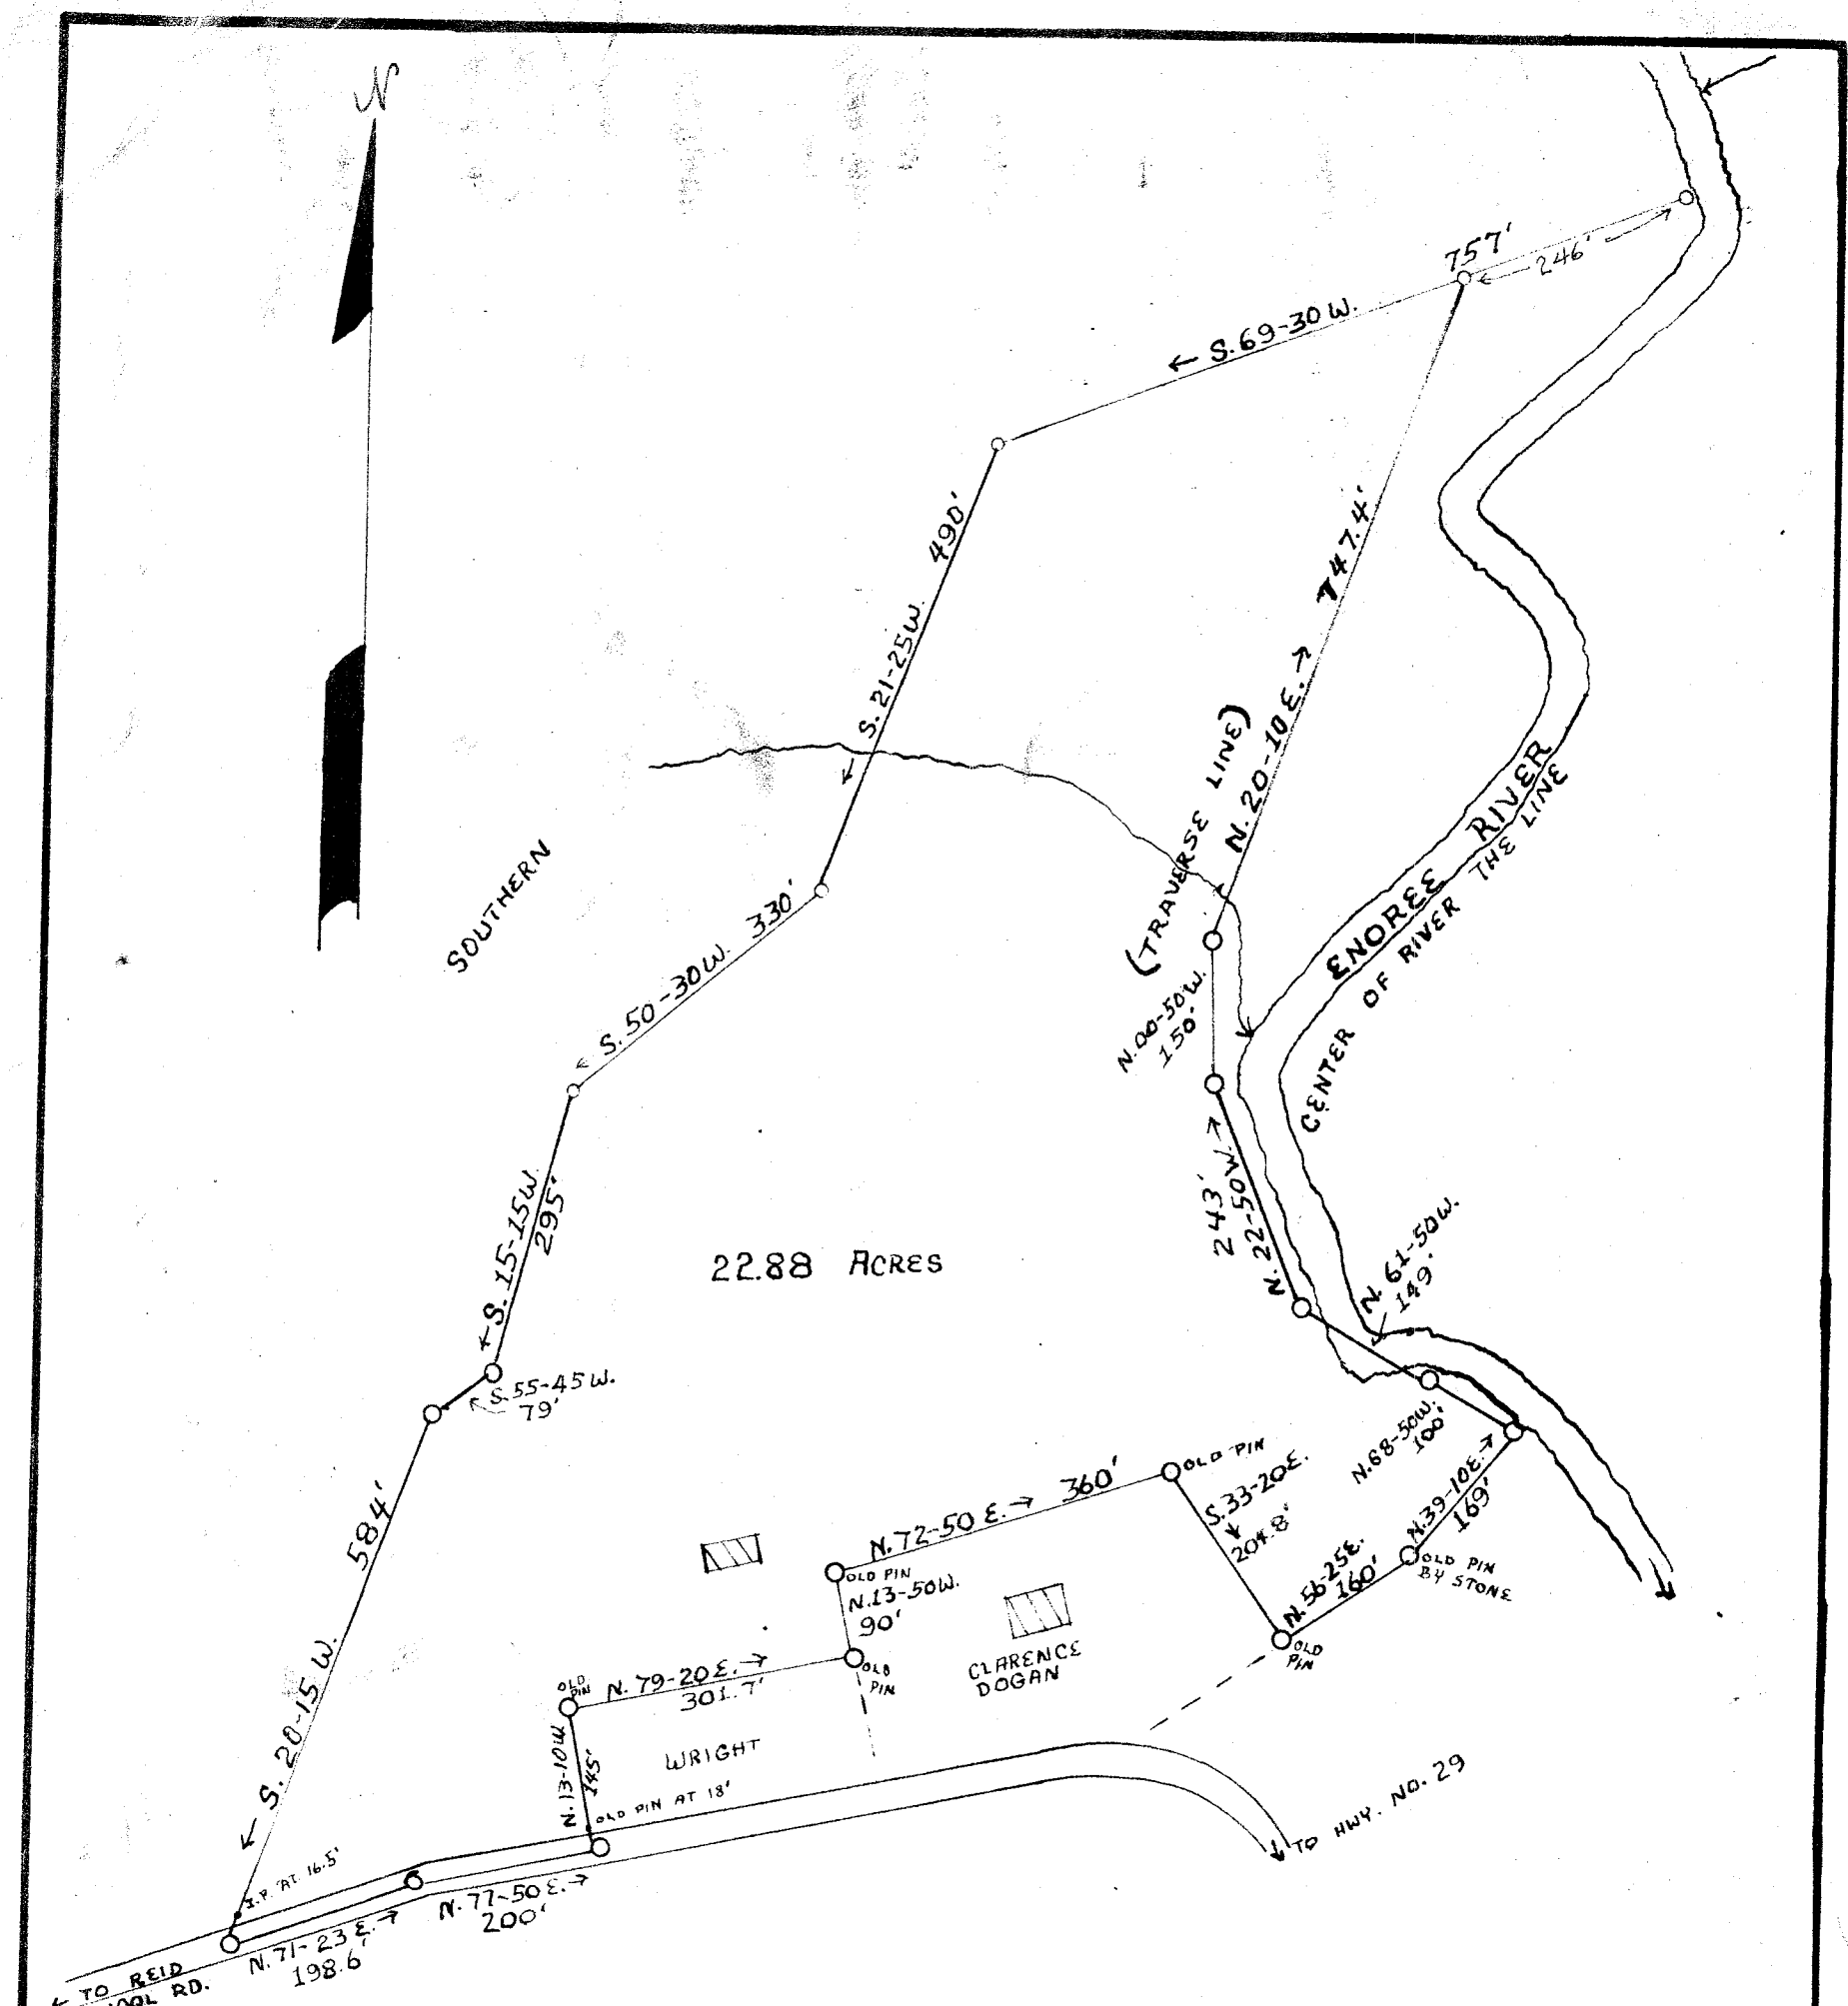 N
757'
← 246' →
← S. 69-30 W.
490'
← S. 21-25 W.
747.4'
N. 20-10 E. →
(TRAVERSE LINE)
SOUTHERN
330'
← S. 50-30 W.
N. 00-50 W.
150'
ENOREE RIVER
CENTER OF RIVER THE LINE
← S. 15-15 W
295'
243'
N. 22-50 W. →
22.88 ACRES
N. 61-50 W.
149'
S. 55-45 W.
79'
N. 68-50 W.
100'
OLD PIN
360'
N. 72-50 E. →
S. 33-20 E.
204.8'
N. 39-10 E. →
169'
584'
← S. 20-15 W.
OLD PIN
N. 13-50 W.
90'
N. 56-25 E.
160'
OLD PIN
BY STONE
OLD
PIN
CLARENCE
DOGAN
OLD
PIN
N. 79-20 E. →
301.7'
OLD
PIN
WRIGHT
N. 13-10 W
145'
OLD PIN AT 18'
TO HWY. NO. 29
I.P. AT 16.5'
N. 77-50 E. →
200'
N. 71-23 E. →
198.6'
← TO REID
RD.